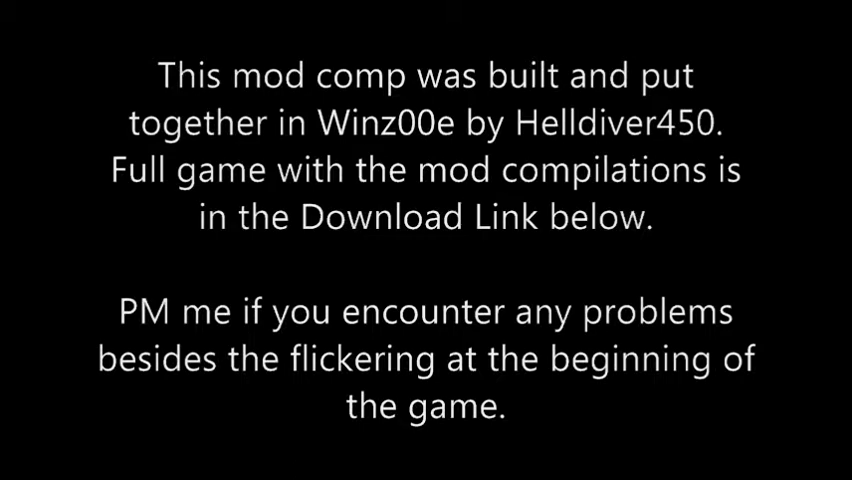 This mod comp was built and put
together in Winz00e by Helldiver450.
Full game with the mod compilations is
in the Download Link below.
PM me if you encounter any problems
besides the flickering at the beginning of
the game.